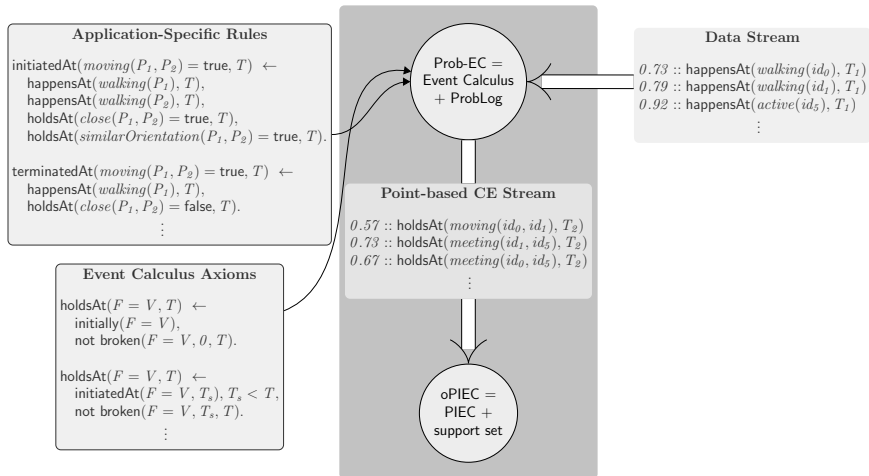 Application-Specific Rules
initiatedAt(moving(P₁, P₂) = true, T) ←
happensAt(walking(P₁), T),
happensAt(walking(P₂), T),
holdsAt(close(P₁, P₂) = true, T),
holdsAt(similarOrientation(P₁, P₂) = true, T).
terminatedAt(moving(P₁, P₂) = true, T) ←
happensAt(walking(P₁), T),
holdsAt(close(P₁, P₂) = false, T).
⋮
Event Calculus Axioms
holdsAt(F = V, T) ←
initially(F = V),
not broken(F = V, 0, T).
holdsAt(F = V, T) ←
initiatedAt(F = V, Tₛ), Tₛ < T,
not broken(F = V, Tₛ, T).
⋮
Prob-EC =
Event Calculus
+ ProbLog
Point-based CE Stream
0.57 :: holdsAt(moving(id₀, id₁), T₂)
0.73 :: holdsAt(meeting(id₁, id₅), T₂)
0.67 :: holdsAt(meeting(id₀, id₅), T₂)
⋮
oPIEC =
PIEC +
support set
Data Stream
0.73 :: happensAt(walking(id₀), T₁)
0.79 :: happensAt(walking(id₁), T₁)
0.92 :: happensAt(active(id₅), T₁)
⋮